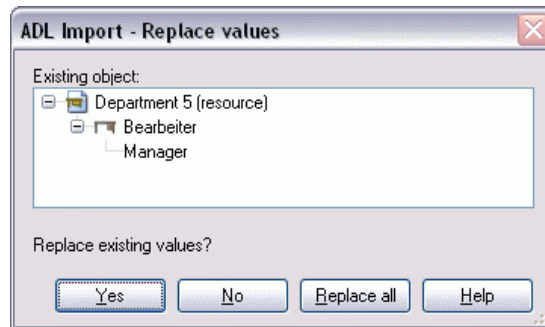 ADL Import - Replace values
Existing object:
Department 5 (resource)
Bearbeiter
Manager
Replace existing values?
Yes No Replace all Help